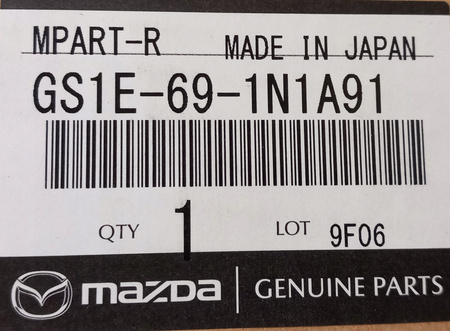 MPART-R MADE IN JAPAN
GS1E-69-1N1A91
QTY 1 LOT 9F06
mazda GENUINE PARTS